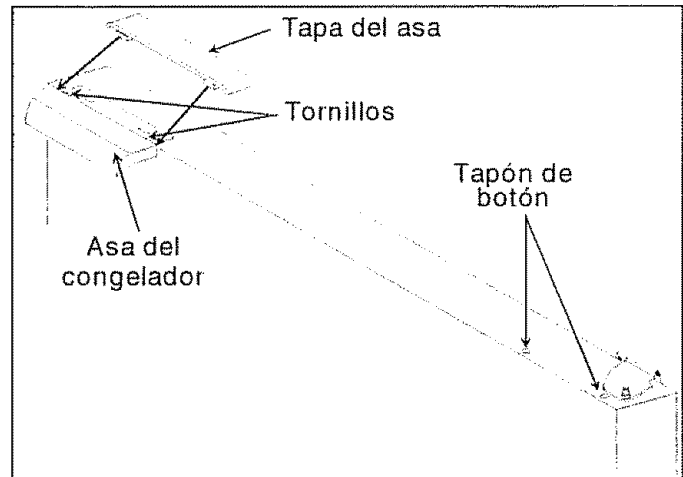 Tapa del asa
Tornillos
Tapón de
botón
Asa del
congelador